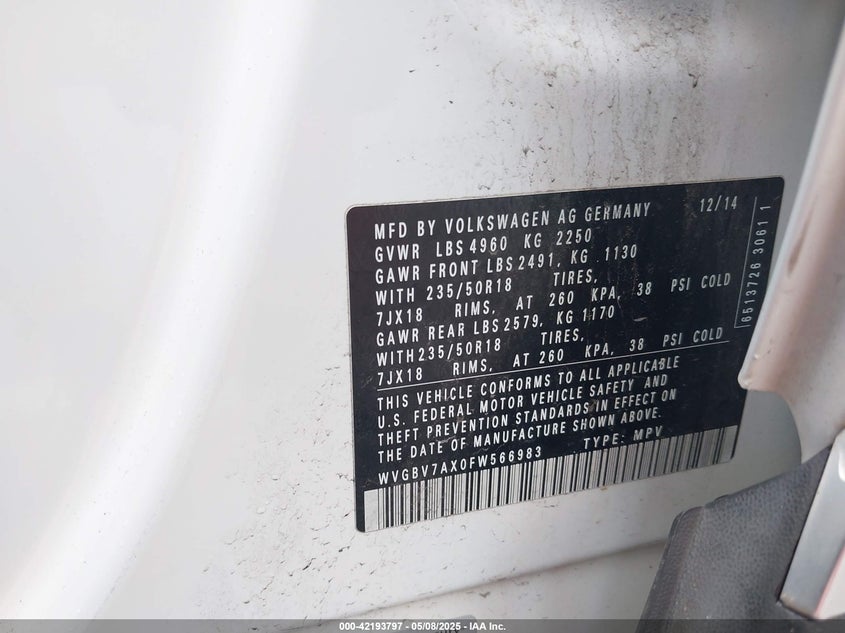 MFD BY VOLKSWAGEN AG GERMANY 12/14
GVWR LBS 4960 KG 2250
GAWR FRONT LBS 2491, KG 1130
WITH 235/50R18 TIRES,
7JX18 RIMS, AT 260 KPA, 38 PSI COLD
GAWR REAR LBS 2579, KG 1170
WITH 235/50R18 TIRES,
7JX18 RIMS, AT 260 KPA, 38 PSI COLD
THIS VEHICLE CONFORMS TO ALL APPLICABLE
U.S. FEDERAL MOTOR VEHICLE SAFETY AND
THEFT PREVENTION STANDARDS IN EFFECT ON
THE DATE OF MANUFACTURE SHOWN ABOVE.
WVGBV7AX0FW566983 TYPE: MPV
6513726 3061 1
000-42193797 - 05/08/2025 - IAA Inc.